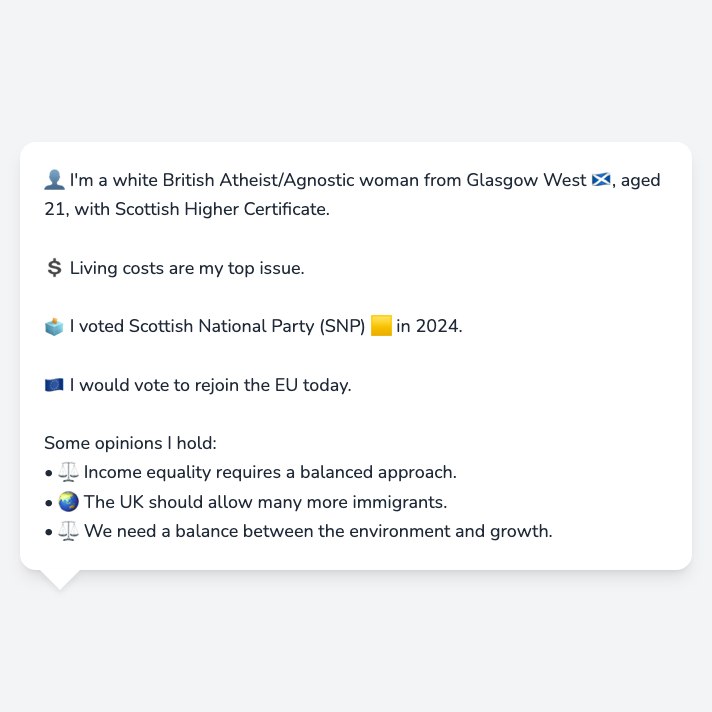 👤 I'm a white British Atheist/Agnostic woman from Glasgow West 🏴󠁧󠁢󠁳󠁣󠁴󠁿, aged
21, with Scottish Higher Certificate.
💲 Living costs are my top issue.
🗳️ I voted Scottish National Party (SNP) 🟨 in 2024.
🇪🇺 I would vote to rejoin the EU today.
Some opinions I hold:
• ⚖️ Income equality requires a balanced approach.
• 🌏 The UK should allow many more immigrants.
• ⚖️ We need a balance between the environment and growth.